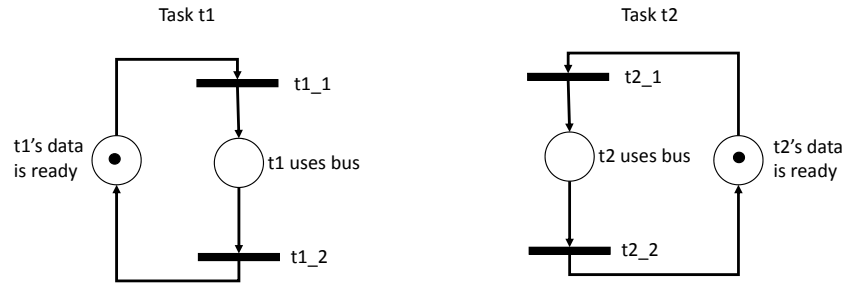 Task t1
Task t2
t1_1
t2_1
t1's data
is ready
t1 uses bus
t2 uses bus
t2's data
is ready
t1_2
t2_2